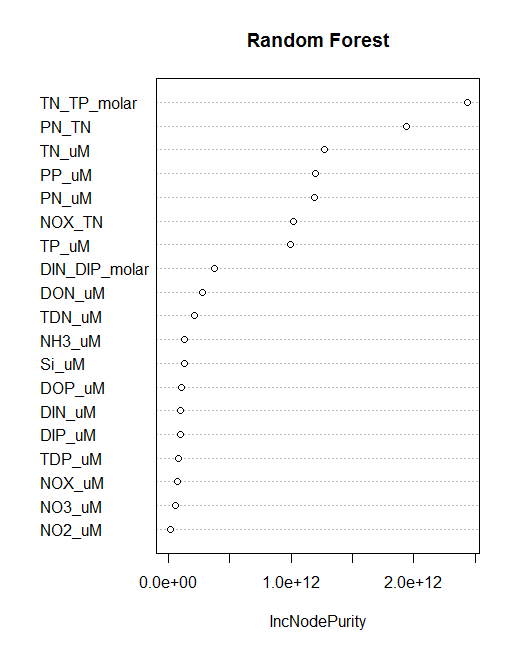 Random Forest
TN_TP_molar
PN_TN
TN_uM
PP_uM
PN_uM
NOX_TN
TP_uM
DIN_DIP_molar
DON_uM
TDN_uM
NH3_uM
Si_uM
DOP_uM
DIN_uM
DIP_uM
TDP_uM
NOX_uM
NO3_uM
NO2_uM
0.0e+00 1.0e+12 2.0e+12
IncNodePurity